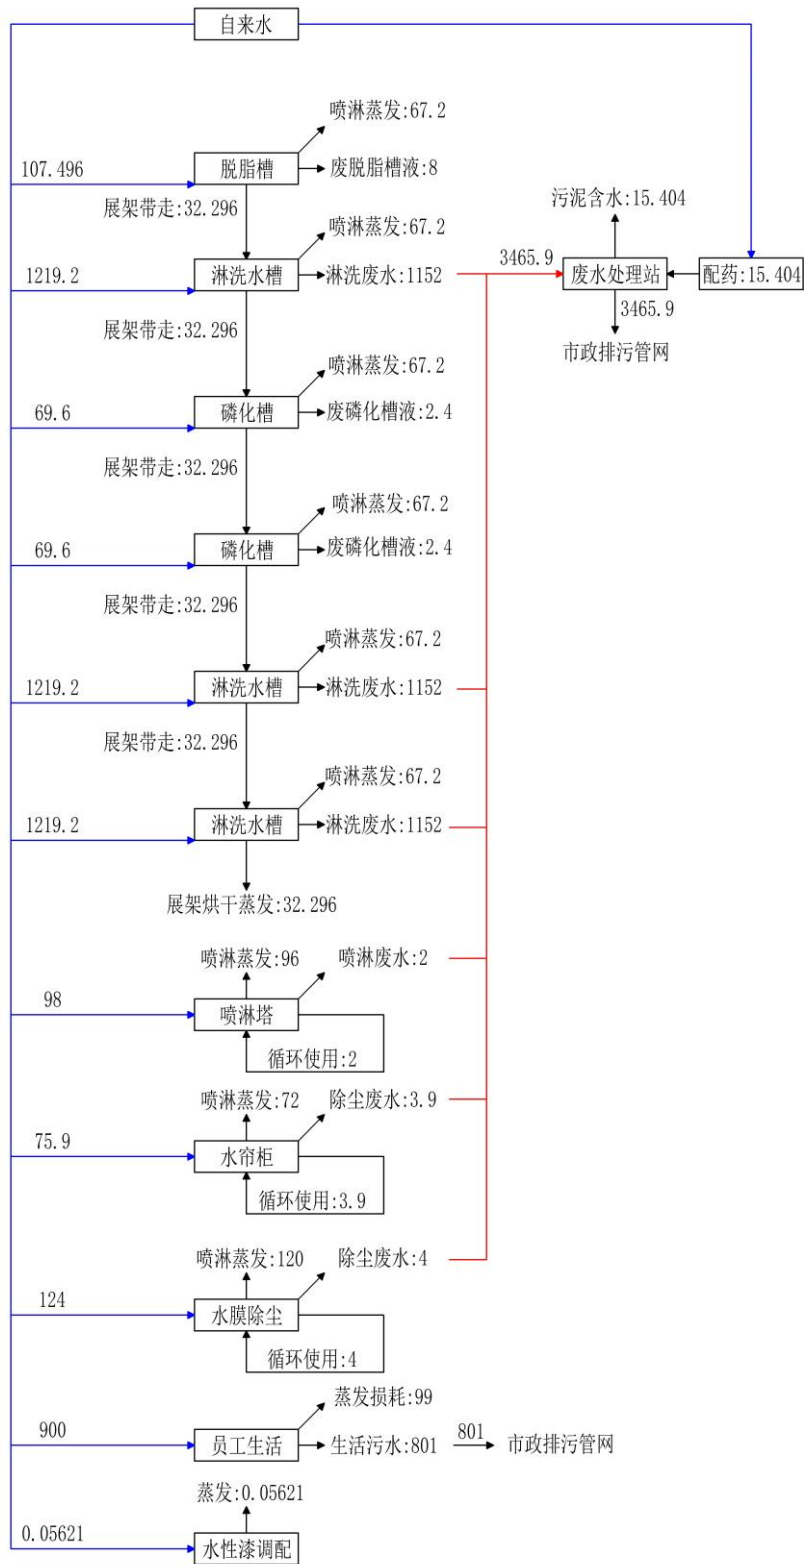 自来水
喷淋蒸发:67.2
107.496
脱脂槽
废脱脂槽液:8
展架带走:32.296
喷淋蒸发:67.2
1219.2
淋洗水槽
淋洗废水:1152
3465.9
污泥含水:15.404
废水处理站
配药:15.404
3465.9
市政排污管网
展架带走:32.296
喷淋蒸发:67.2
69.6
磷化槽
废磷化槽液:2.4
展架带走:32.296
喷淋蒸发:67.2
69.6
磷化槽
废磷化槽液:2.4
展架带走:32.296
喷淋蒸发:67.2
1219.2
淋洗水槽
淋洗废水:1152
展架带走:32.296
喷淋蒸发:67.2
1219.2
淋洗水槽
淋洗废水:1152
展架烘干蒸发:32.296
喷淋蒸发:96
喷淋废水:2
98
喷淋塔
循环使用:2
喷淋蒸发:72
除尘废水:3.9
75.9
水帘柜
循环使用:3.9
喷淋蒸发:120
除尘废水:4
124
水膜除尘
循环使用:4
蒸发损耗:99
900
员工生活
生活污水:801
801
市政排污管网
蒸发:0.05621
0.05621
水性漆调配